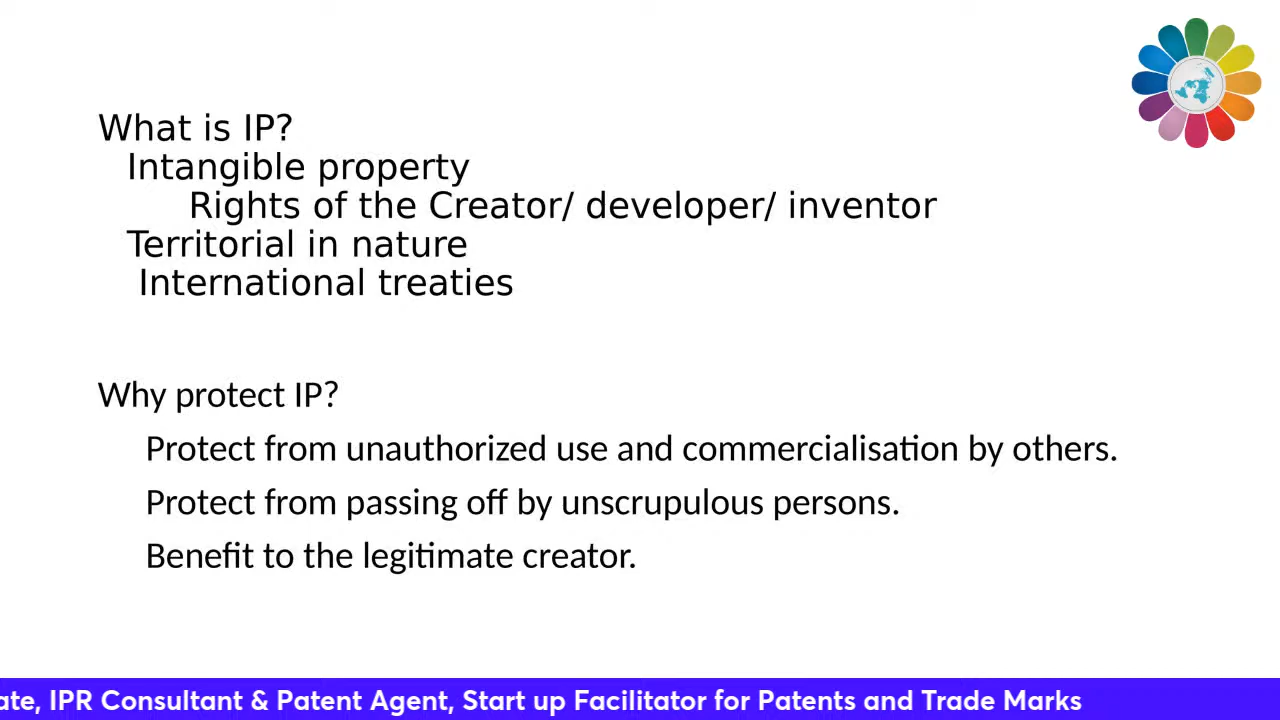 What is IP?
Intangible property
Rights of the Creator/ developer/ inventor
Territorial in nature
International treaties
Why protect IP?
Protect from unauthorized use and commercialisation by others.
Protect from passing off by unscrupulous persons.
Benefit to the legitimate creator.
IPR Consultant & Patent Agent, Start up Facilitator for Patents and Trade Marks